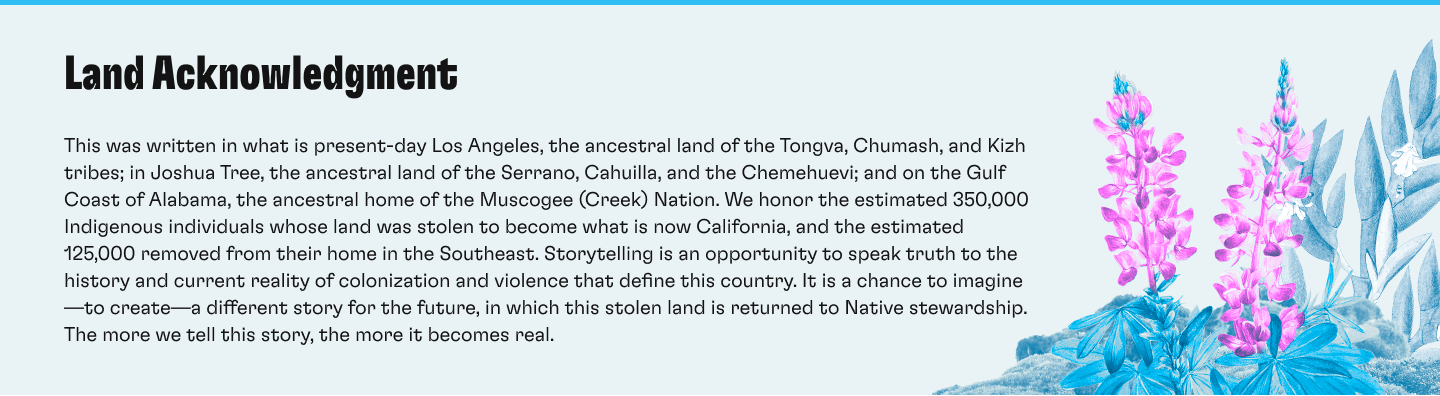 Land Acknowledgment
This was written in what is present-day Los Angeles, the ancestral land of the Tongva, Chumash, and Kizh
tribes; in Joshua Tree, the ancestral land of the Serrano, Cahuilla, and the Chemehuevi; and on the Gulf
Coast of Alabama, the ancestral home of the Muscogee (Creek) Nation. We honor the estimated 350,000
Indigenous individuals whose land was stolen to become what is now California, and the estimated
125,000 removed from their home in the Southeast. Storytelling is an opportunity to speak truth to the
history and current reality of colonization and violence that define this country. It is a chance to imagine
—to create—a different story for the future, in which this stolen land is returned to Native stewardship.
The more we tell this story, the more it becomes real.